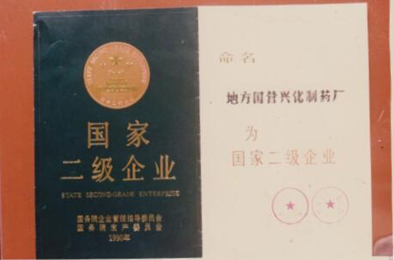 国家
二级企业
STATE SECOND-GRADE ENTERPRISE
国务院企业管理指导委员会
国务院生产委员会
1990年
命名
地方国营兴化制药厂
为
国家二级企业